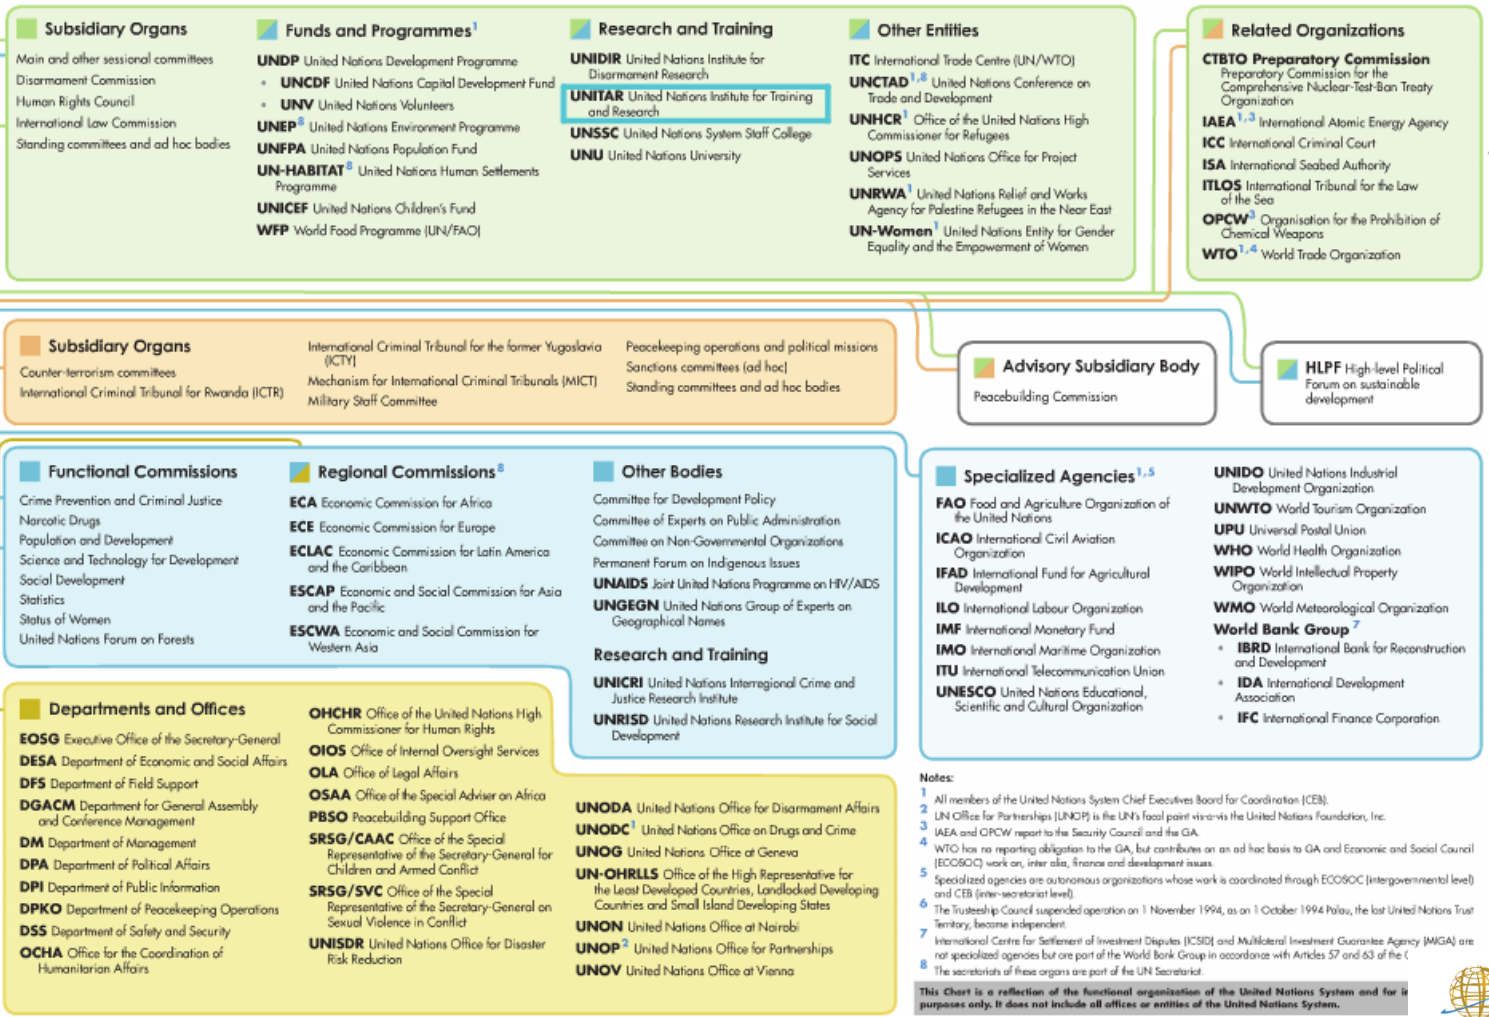 Subsidiary Organs
Main and other sessional committees
Disarmament Commission
Human Rights Council
International Law Commission
Standing committees and ad hoc bodies
Funds and Programmes1
UNDP United Nations Development Programme
• UNCDF United Nations Capital Development Fund
• UNV United Nations Volunteers
UNEP8 United Nations Environment Programme
UNFPA United Nations Population Fund
UN-HABITAT8 United Nations Human Settlements
Programme
UNICEF United Nations Children's Fund
WFP World Food Programme (UN/FAO)
Research and Training
UNIDIR United Nations Institute for
Disarmament Research
UNITAR United Nations Institute for Training
and Research
UNSSC United Nations System Staff College
UNU United Nations University
Other Entities
ITC International Trade Centre (UN/WTO)
UNCTAD1,8 United Nations Conference on
Trade and Development
UNHCR1 Office of the United Nations High
Commissioner for Refugees
UNOPS United Nations Office for Project
Services
UNRWA1 United Nations Relief and Works
Agency for Palestine Refugees in the Near East
UN-Women1 United Nations Entity for Gender
Equality and the Empowerment of Women
Related Organizations
CTBTO Preparatory Commission
Preparatory Commission for the
Comprehensive Nuclear-Test-Ban Treaty
Organization
IAEA1,3 International Atomic Energy Agency
ICC International Criminal Court
ISA International Seabed Authority
ITLOS International Tribunal for the Law
of the Sea
OPCW3 Organisation for the Prohibition of
Chemical Weapons
WTO1,4 World Trade Organization
Subsidiary Organs
Counter-terrorism committees
International Criminal Tribunal for Rwanda (ICTR)
International Criminal Tribunal for the former Yugoslavia
(ICTY)
Mechanism for International Criminal Tribunals (MICT)
Military Staff Committee
Peacekeeping operations and political missions
Sanctions committees (ad hoc)
Standing committees and ad hoc bodies
Advisory Subsidiary Body
Peacebuilding Commission
HLPF High-level Political
Forum on sustainable
development
Functional Commissions
Crime Prevention and Criminal Justice
Narcotic Drugs
Population and Development
Science and Technology for Development
Social Development
Statistics
Status of Women
United Nations Forum on Forests
Regional Commissions8
ECA Economic Commission for Africa
ECE Economic Commission for Europe
ECLAC Economic Commission for Latin America
and the Caribbean
ESCAP Economic and Social Commission for Asia
and the Pacific
ESCWA Economic and Social Commission for
Western Asia
Other Bodies
Committee for Development Policy
Committee of Experts on Public Administration
Committee on Non-Governmental Organizations
Permanent Forum on Indigenous Issues
UNAIDS Joint United Nations Programme on HIV/AIDS
UNGEGN United Nations Group of Experts on
Geographical Names
Research and Training
UNICRI United Nations Interregional Crime and
Justice Research Institute
UNRISD United Nations Research Institute for Social
Development
Specialized Agencies1,5
FAO Food and Agriculture Organization of
the United Nations
ICAO International Civil Aviation
Organization
IFAD International Fund for Agricultural
Development
ILO International Labour Organization
IMF International Monetary Fund
IMO International Maritime Organization
ITU International Telecommunication Union
UNESCO United Nations Educational,
Scientific and Cultural Organization
UNIDO United Nations Industrial
Development Organization
UNWTO World Tourism Organization
UPU Universal Postal Union
WHO World Health Organization
WIPO World Intellectual Property
Organization
WMO World Meteorological Organization
World Bank Group7
• IBRD International Bank for Reconstruction
and Development
• IDA International Development
Association
• IFC International Finance Corporation
Departments and Offices
EOSG Executive Office of the Secretary-General
DESA Department of Economic and Social Affairs
DFS Department of Field Support
DGACM Department for General Assembly
and Conference Management
DM Department of Management
DPA Department of Political Affairs
DPI Department of Public Information
DPKO Department of Peacekeeping Operations
DSS Department of Safety and Security
OCHA Office for the Coordination of
Humanitarian Affairs
OHCHR Office of the United Nations High
Commissioner for Human Rights
OIOS Office of Internal Oversight Services
OLA Office of Legal Affairs
OSAA Office of the Special Adviser on Africa
PBSO Peacebuilding Support Office
SRSG/CAAC Office of the Special
Representative of the Secretary-General for
Children and Armed Conflict
SRSG/SVC Office of the Special
Representative of the Secretary-General on
Sexual Violence in Conflict
UNISDR United Nations Office for Disaster
Risk Reduction
UNODA United Nations Office for Disarmament Affairs
UNODC1 United Nations Office on Drugs and Crime
UNOG United Nations Office at Geneva
UN-OHRLLS Office of the High Representative for
the Least Developed Countries, Landlocked Developing
Countries and Small Island Developing States
UNON United Nations Office at Nairobi
UNOP2 United Nations Office for Partnerships
UNOV United Nations Office at Vienna
Notes:
1 All members of the United Nations System Chief Executives Board for Coordination (CEB).
2 UN Office for Partnerships (UNOP) is the UN's focal point vis-a-vis the United Nations Foundation, Inc.
3 IAEA and OPCW report to the Security Council and the GA.
4 WTO has no reporting obligation to the GA, but contributes on an ad hoc basis to GA and Economic and Social Council
(ECOSOC) work on, inter alia, finance and development issues.
5 Specialized agencies are autonomous organizations whose work is coordinated through ECOSOC (intergovernmental level)
and CEB (inter-secretariat level).
6 The Trusteeship Council suspended operation on 1 November 1994, as on 1 October 1994 Palau, the last United Nations Trust
Territory, became independent.
7 International Centre for Settlement of Investment Disputes (ICSID) and Multilateral Investment Guarantee Agency (MIGA) are
not specialized agencies but are part of the World Bank Group in accordance with Articles 57 and 63 of the
8 The secretariats of these organs are part of the UN Secretariat.
This Chart is a reflection of the functional organization of the United Nations System and for
purposes only. It does not include all offices or entities of the United Nations System.